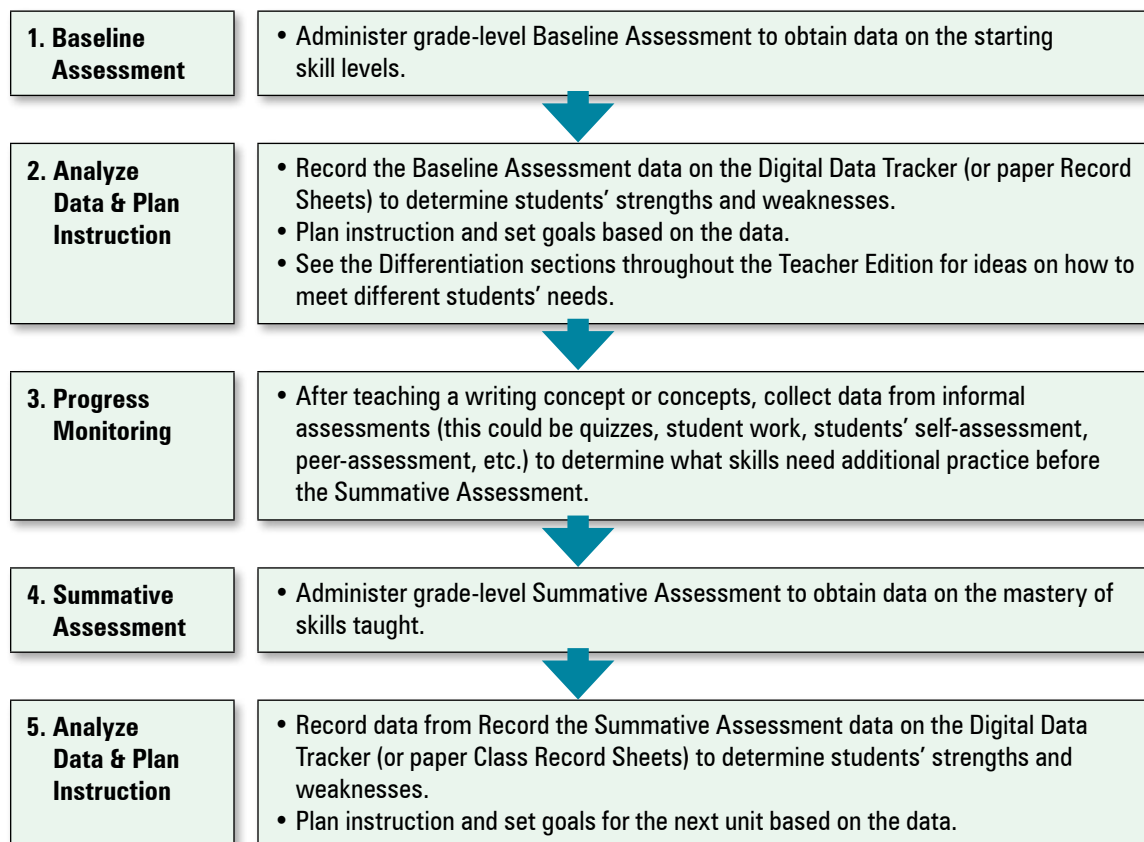 1. Baseline
Assessment
• Administer grade-level Baseline Assessment to obtain data on the starting
skill levels.
2. Analyze
Data & Plan
Instruction
• Record the Baseline Assessment data on the Digital Data Tracker (or paper Record
Sheets) to determine students’ strengths and weaknesses.
• Plan instruction and set goals based on the data.
• See the Differentiation sections throughout the Teacher Edition for ideas on how to
meet different students’ needs.
3. Progress
Monitoring
• After teaching a writing concept or concepts, collect data from informal
assessments (this could be quizzes, student work, students’ self-assessment,
peer-assessment, etc.) to determine what skills need additional practice before
the Summative Assessment.
4. Summative
Assessment
• Administer grade-level Summative Assessment to obtain data on the mastery of
skills taught.
5. Analyze
Data & Plan
Instruction
• Record data from Record the Summative Assessment data on the Digital Data
Tracker (or paper Class Record Sheets) to determine students’ strengths and
weaknesses.
• Plan instruction and set goals for the next unit based on the data.